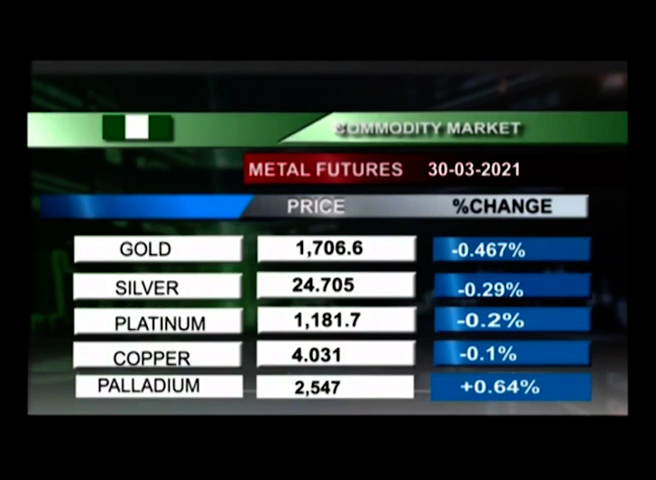 COMMODITY MARKET
METAL FUTURES 30-03-2021
PRICE %CHANGE
GOLD 1,706.6 -0.467%
SILVER 24.705 -0.29%
PLATINUM 1,181.7 -0.2%
COPPER 4.031 -0.1%
PALLADIUM 2,547 +0.64%